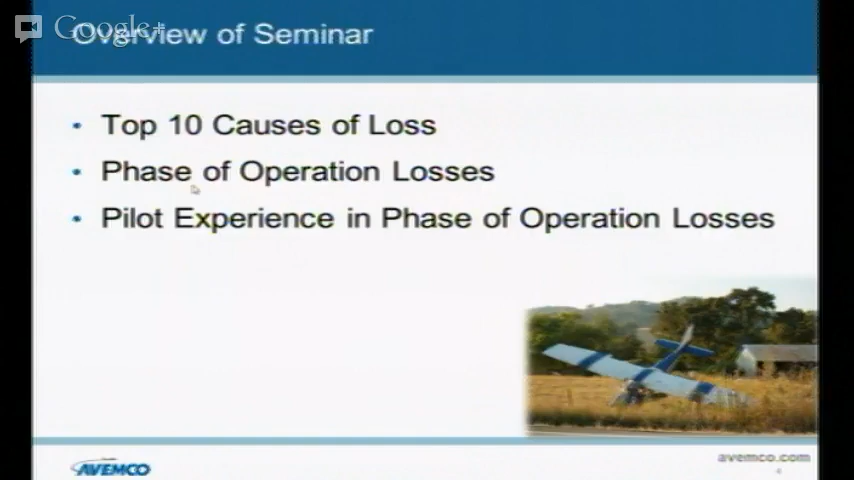 Google+
Overview of Seminar
• Top 10 Causes of Loss
• Phase of Operation Losses
• Pilot Experience in Phase of Operation Losses
AVEMCO
avemco.com